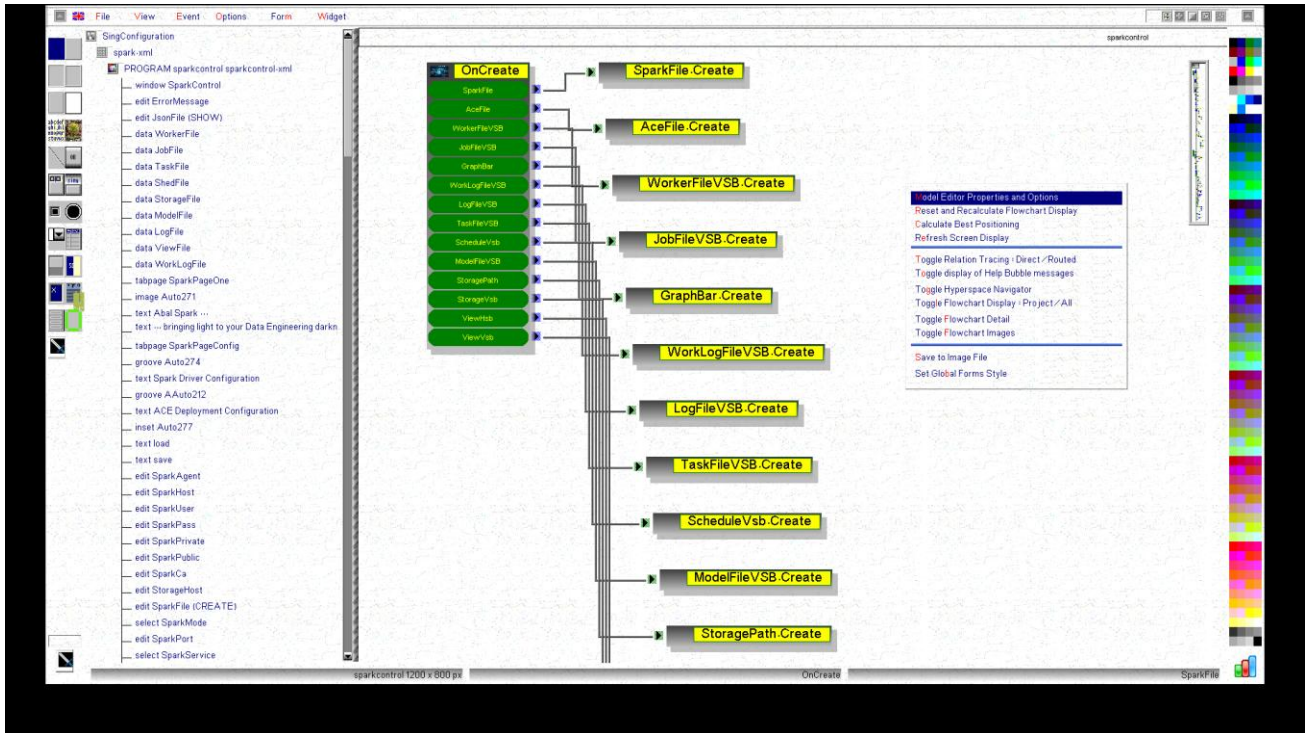 File View Event Options Form Widget
SingConfiguration
spark-xml
PROGRAM sparkcontrol sparkcontrol-xml
window SparkControl
edit ErrorMessage
edit JsonFile (SHOW)
data WorkerFile
data JobFile
data TaskFile
data ShedFile
data StorageFile
data ModelFile
data LogFile
data ViewFile
data WorkLogFile
tabpage SparkPageOne
image Auto271
text Abal Spark ...
text ... bringing light to your Data Engineering darkn
tabpage SparkPageConfig
groove Auto274
text Spark Driver Configuration
groove AAuto212
text ACE Deployment Configuration
inset Auto277
text load
text save
edit SparkAgent
edit SparkHost
edit SparkUser
edit SparkPass
edit SparkPrivate
edit SparkPublic
edit SparkCa
edit StorageHost
edit SparkFile (CREATE)
select SparkMode
edit SparkPort
select SparkService
sparkcontrol
OnCreate
SparkFile
AceFile
WorkerFileVSB
JobFileVSB
GraphBar
WorkLogFileVSB
LogFileVSB
TaskFileVSB
ScheduleVsb
ModelFileVSB
StoragePath
StorageVsb
ViewHsb
ViewVsb
SparkFile.Create
AceFile.Create
WorkerFileVSB.Create
JobFileVSB.Create
GraphBar.Create
WorkLogFileVSB.Create
LogFileVSB.Create
TaskFileVSB.Create
ScheduleVsb.Create
ModelFileVSB.Create
StoragePath.Create
Model Editor Properties and Options
Reset and Recalculate Flowchart Display
Calculate Best Positioning
Refresh Screen Display
Toggle Relation Tracing : Direct/Routed
Toggle display of Help Bubble messages
Toggle Hyperspace Navigator
Toggle Flowchart Display : Project/All
Toggle Flowchart Detail
Toggle Flowchart Images
Save to Image File
Set Global Forms Style
sparkcontrol 1200 x 800 px
OnCreate
SparkFile